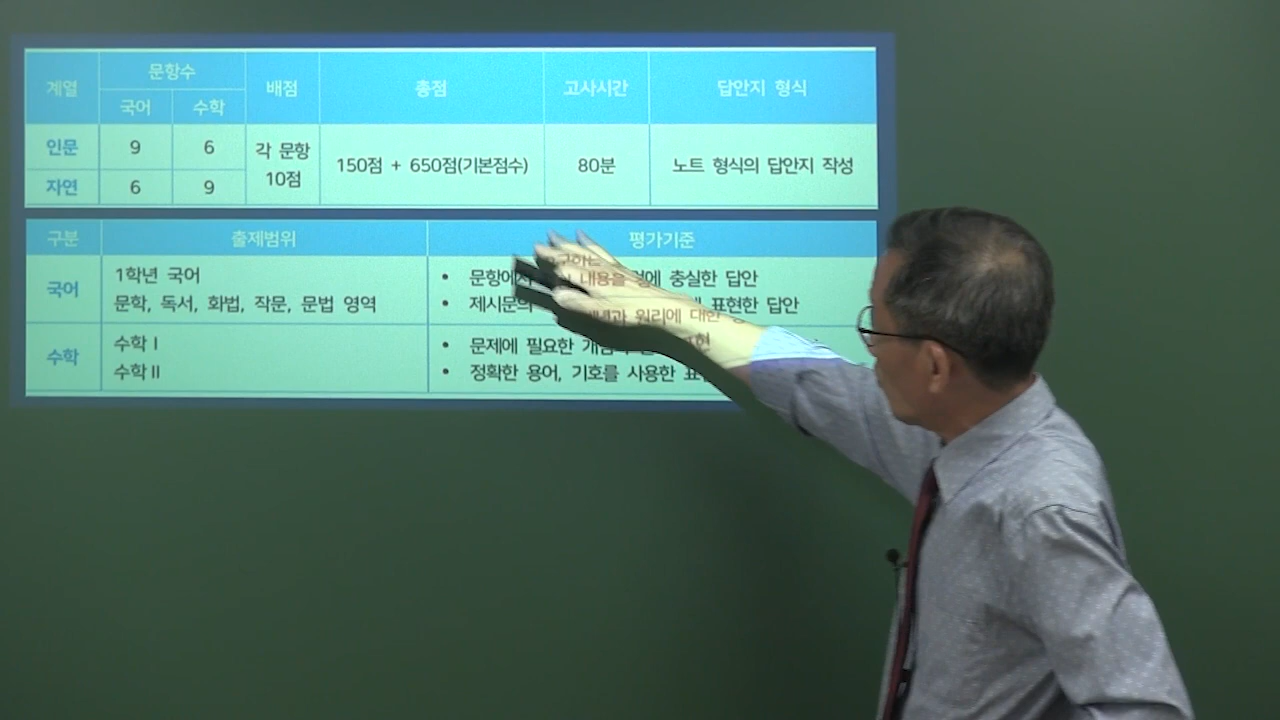 계열 문항수 배점 총점 고사시간 답안지 형식
국어 수학
인문 9 6 각 문항 10점 150점 + 650점(기본점수) 80분 노트 형식의 답안지 작성
자연 6 9
구분 출제범위 평가기준
국어 1학년 국어
문학, 독서, 화법, 작문, 문법 영역
• 문항에서 내용을 충실한 답안
• 제시문의 표현한 답안
수학 수학Ⅰ
수학Ⅱ
• 문제에 필요한 원리에 대한
• 정확한 용어, 기호를 사용한